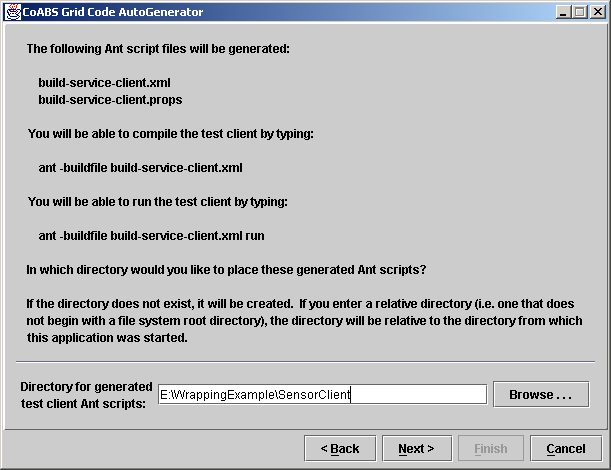 CoABS Grid Code AutoGenerator
The following Ant script files will be generated:
build-service-client.xml
build-service-client.props
You will be able to compile the test client by typing:
ant -buildfile build-service-client.xml
You will be able to run the test client by typing:
ant -buildfile build-service-client.xml run
In which directory would you like to place these generated Ant scripts?
If the directory does not exist, it will be created.  If you enter a relative directory (i.e. one that does
not begin with a file system root directory), the directory will be relative to the directory from which
this application was started.
Directory for generated
test client Ant scripts:
E:\WrappingExample\SensorClient
Browse . . .
< Back
Next >
Finish
Cancel